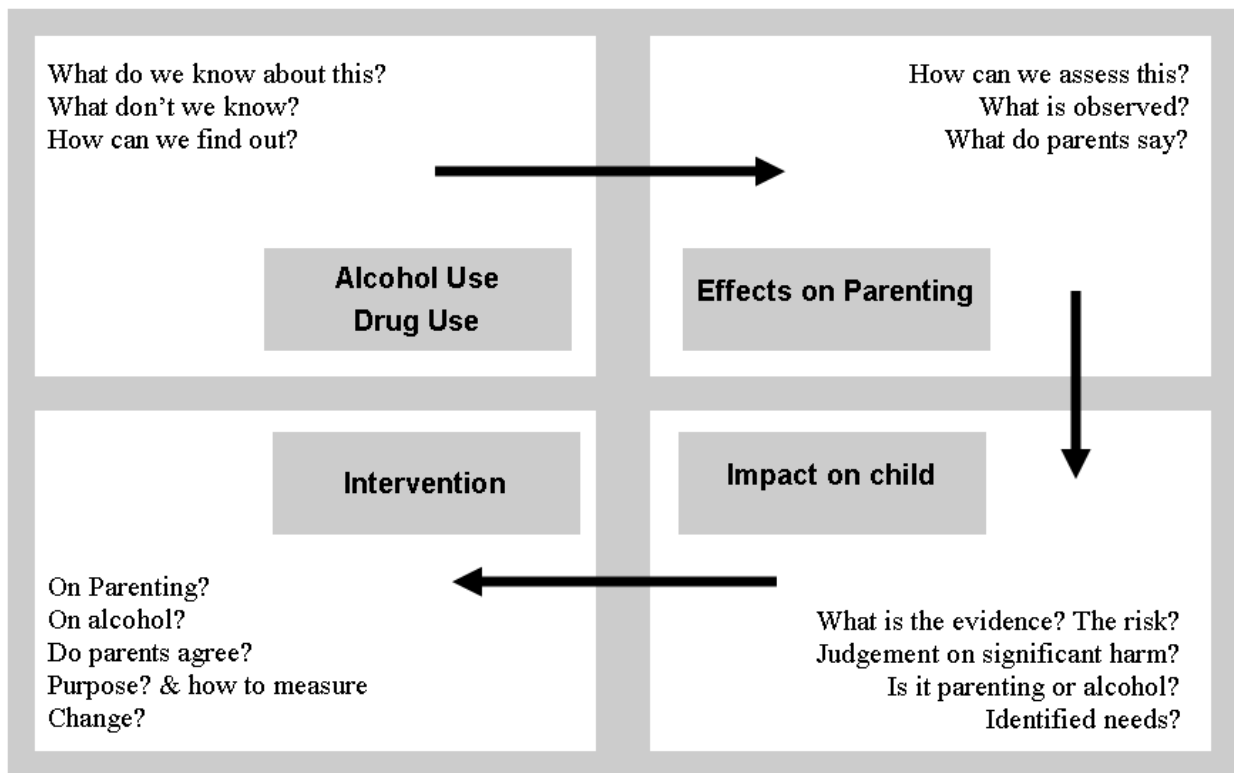 What do we know about this?
What don't we know?
How can we find out?
Alcohol Use
Drug Use
How can we assess this?
What is observed?
What do parents say?
Effects on Parenting
Impact on child
What is the evidence? The risk?
Judgement on significant harm?
Is it parenting or alcohol?
Identified needs?
Intervention
On Parenting?
On alcohol?
Do parents agree?
Purpose? & how to measure
Change?